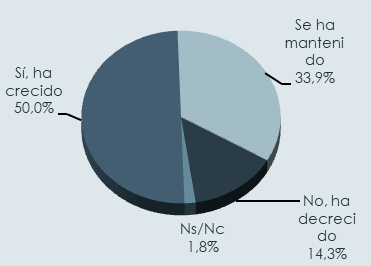 Se ha
manteni
do
33,9%
Sí, ha
crecido
50,0%
No, ha
decreci
do
14,3%
Ns/Nc
1,8%